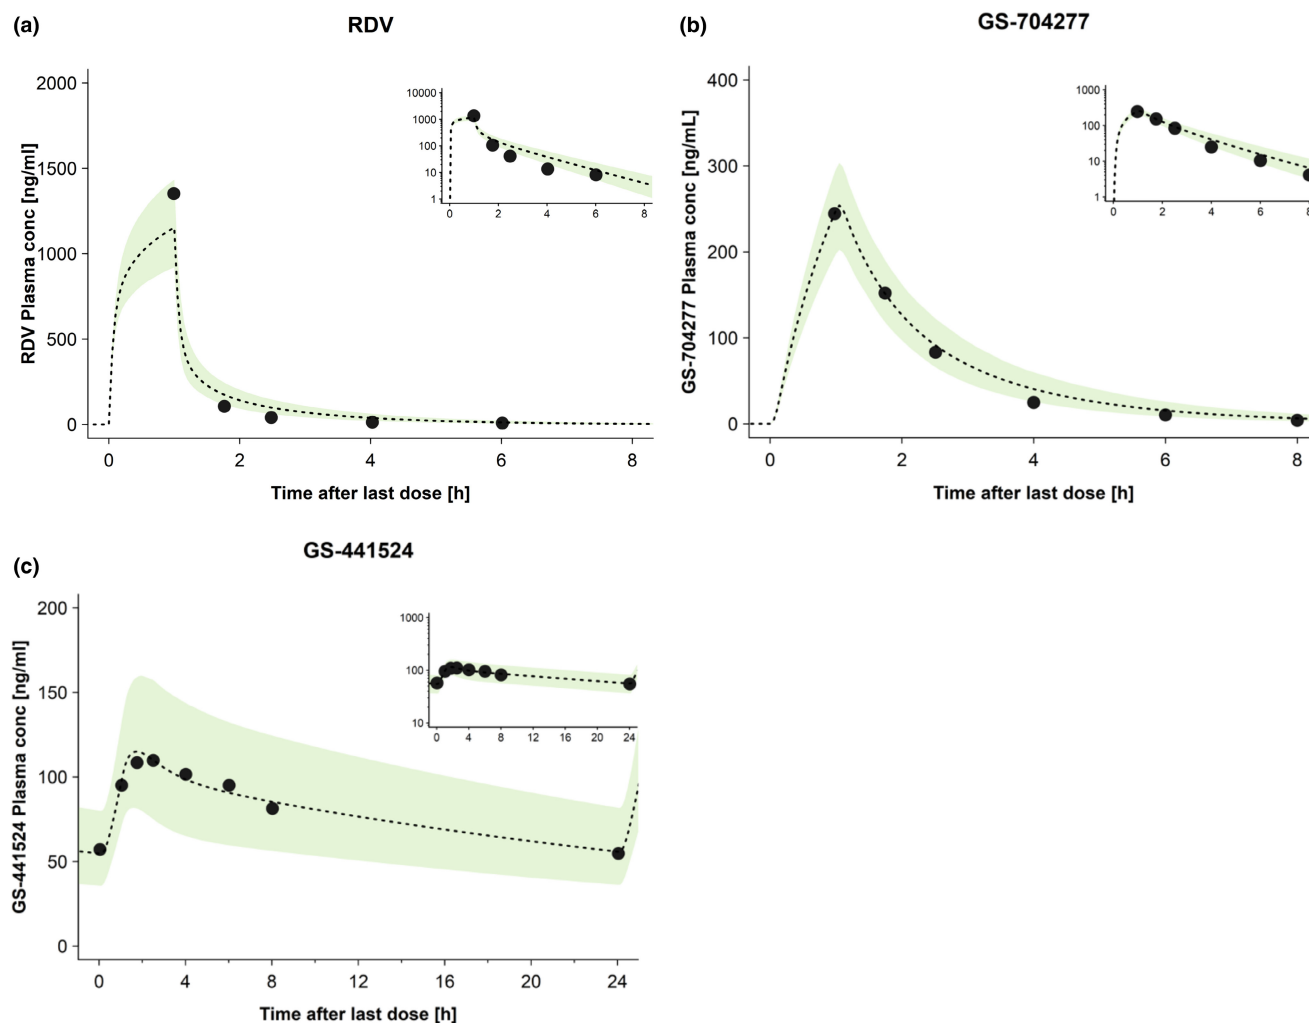 (a)
RDV
RDV Plasma conc [ng/ml]
2000
1500
1000
500
0
0 2 4 6 8
Time after last dose [h]
10000
1000
100
10
1
0 2 4 6 8
(b)
GS-704277
GS-704277 Plasma conc [ng/mL]
400
300
200
100
0
0 2 4 6 8
Time after last dose [h]
1000
100
10
1
0 2 4 6 8
(c)
GS-441524
GS-441524 Plasma conc [ng/ml]
200
150
100
50
0
0 4 8 12 16 20 24
Time after last dose [h]
1000
100
10
0 4 8 12 16 20 24